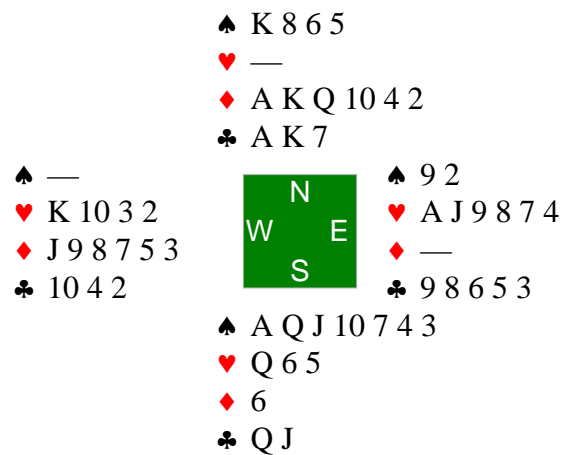 ♠ K 8 6 5
♥ —
♦ A K Q 10 4 2
♣ A K 7
♠ —
♥ K 10 3 2
♦ J 9 8 7 5 3
♣ 10 4 2
N
W E
S
♠ 9 2
♥ A J 9 8 7 4
♦ —
♣ 9 8 6 5 3
♠ A Q J 10 7 4 3
♥ Q 6 5
♦ 6
♣ Q J